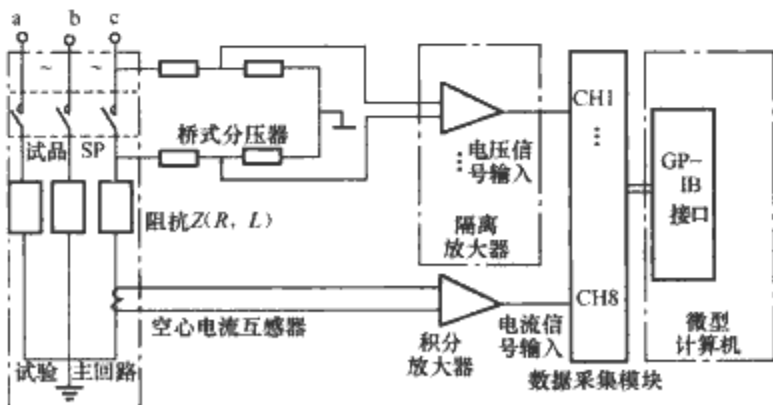 a b c
~ ~
试品 SP
桥式分压器
阻抗Z(R, L)
空心电流互感器
试验 主回路
电压信
号输入
隔离
放大器
积分
放大器
电流信
号输入
CH1
CH8
数据采集模块
GP-
IB
接口
微型
计算机